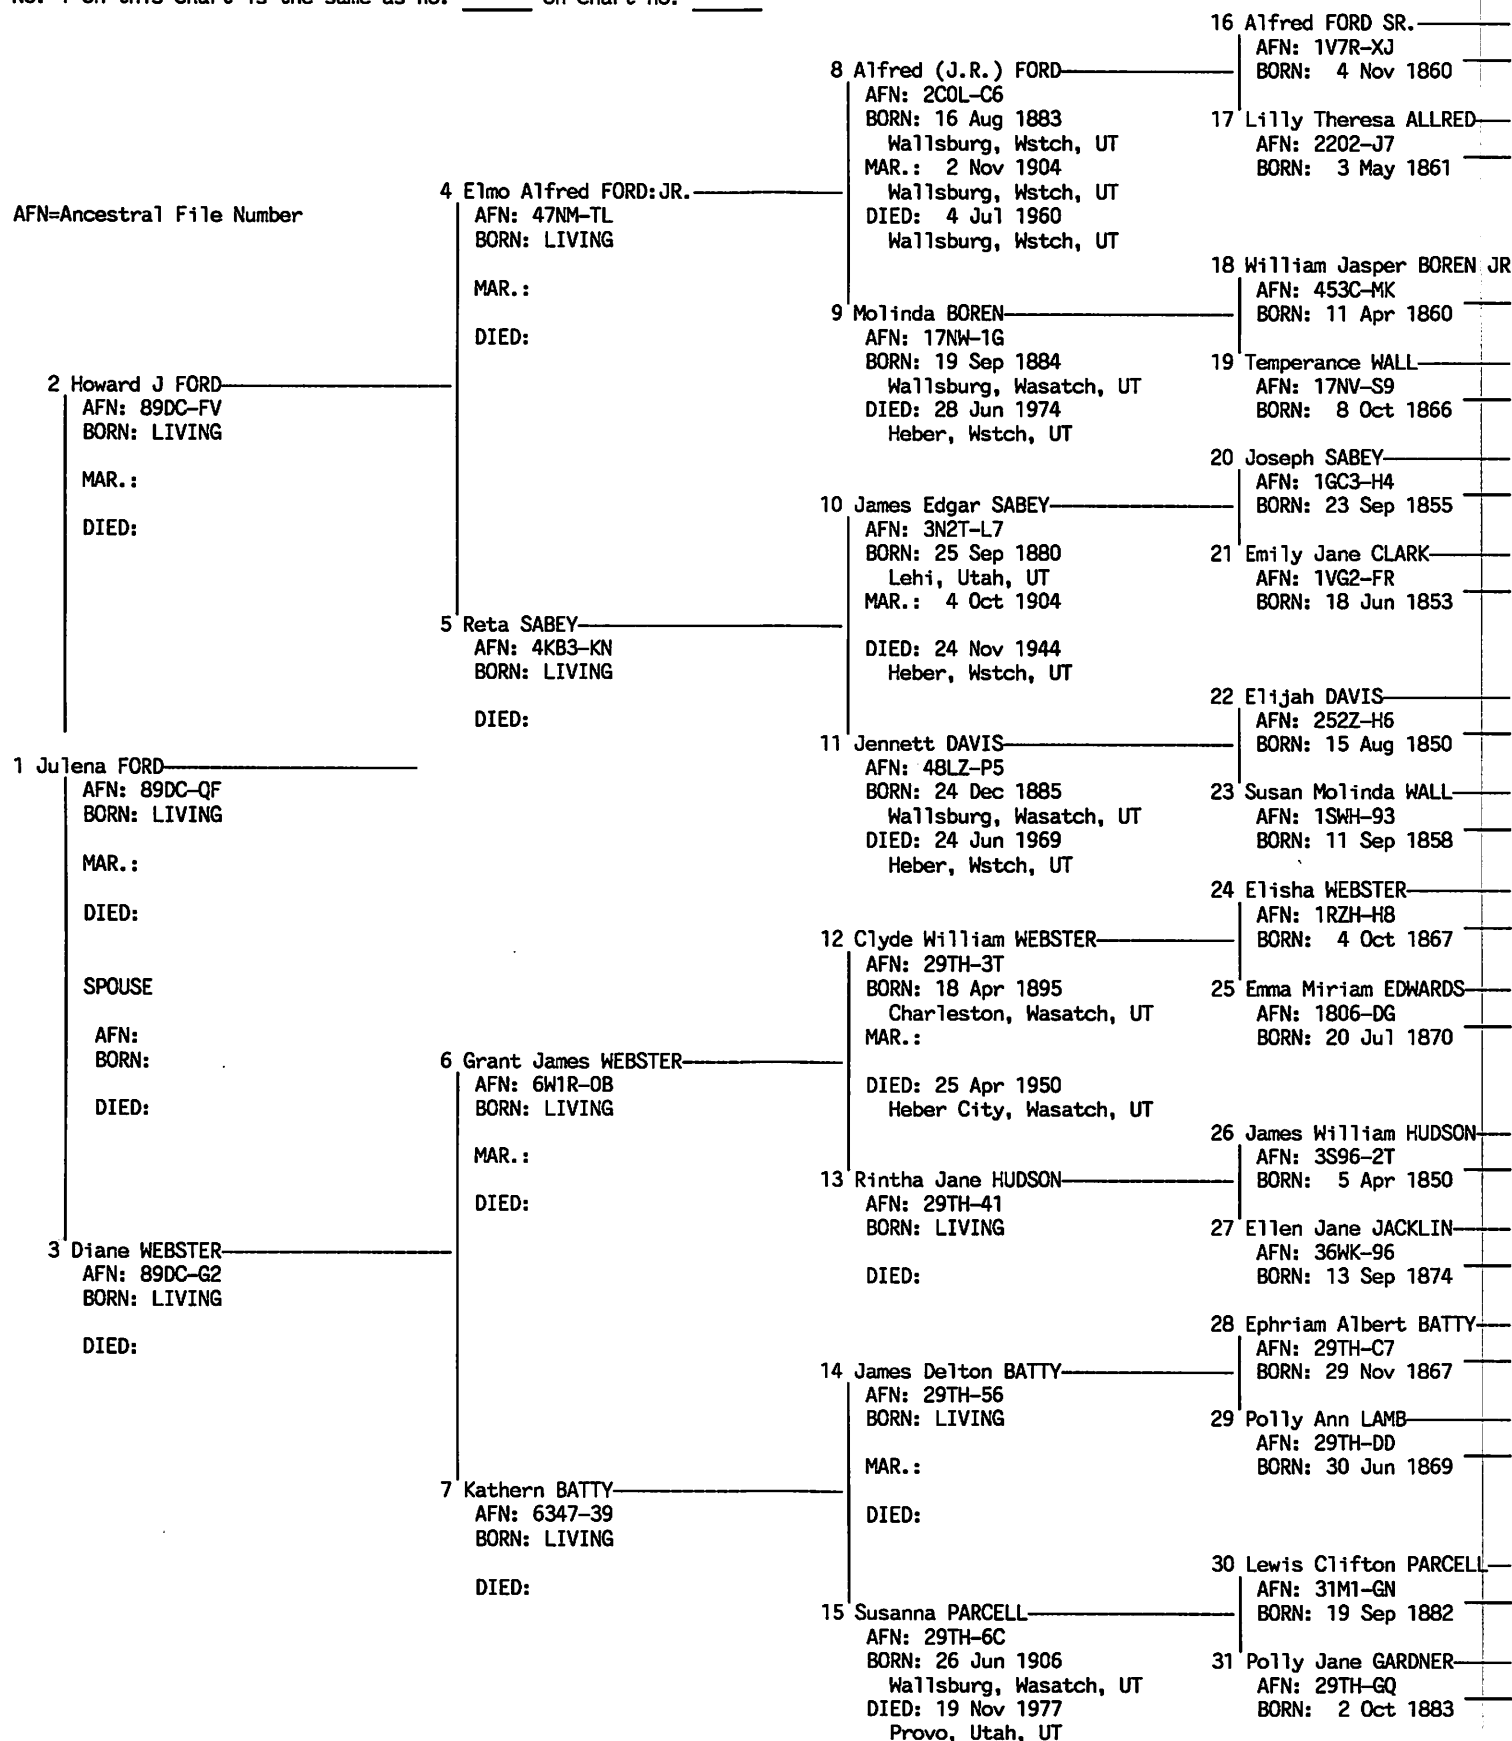 No. 1 on this chart is the same as no. ______ on chart no. ______
AFN=Ancestral File Number
1 Julena FORD
AFN: 89DC-QF
BORN: LIVING
MAR.:
DIED:
SPOUSE
AFN:
BORN:
DIED:
2 Howard J FORD
AFN: 89DC-FV
BORN: LIVING
MAR.:
DIED:
3 Diane WEBSTER
AFN: 89DC-G2
BORN: LIVING
DIED:
4 Elmo Alfred FORD:JR.
AFN: 47NM-TL
BORN: LIVING
MAR.:
DIED:
5 Reta SABEY
AFN: 4KB3-KN
BORN: LIVING
DIED:
6 Grant James WEBSTER
AFN: 6W1R-0B
BORN: LIVING
MAR.:
DIED:
7 Kathern BATTY
AFN: 6347-39
BORN: LIVING
DIED:
8 Alfred (J.R.) FORD
AFN: 2C0L-C6
BORN: 16 Aug 1883
Wallsburg, Wstch, UT
MAR.: 2 Nov 1904
Wallsburg, Wstch, UT
DIED: 4 Jul 1960
Wallsburg, Wstch, UT
9 Molinda BOREN
AFN: 17NW-1G
BORN: 19 Sep 1884
Wallsburg, Wasatch, UT
DIED: 28 Jun 1974
Heber, Wstch, UT
10 James Edgar SABEY
AFN: 3N2T-L7
BORN: 25 Sep 1880
Lehi, Utah, UT
MAR.: 4 Oct 1904
DIED: 24 Nov 1944
Heber, Wstch, UT
11 Jennett DAVIS
AFN: 48LZ-P5
BORN: 24 Dec 1885
Wallsburg, Wasatch, UT
DIED: 24 Jun 1969
Heber, Wstch, UT
12 Clyde William WEBSTER
AFN: 29TH-3T
BORN: 18 Apr 1895
Charleston, Wasatch, UT
MAR.:
DIED: 25 Apr 1950
Heber City, Wasatch, UT
13 Rintha Jane HUDSON
AFN: 29TH-41
BORN: LIVING
DIED:
14 James Delton BATTY
AFN: 29TH-56
BORN: LIVING
MAR.:
DIED:
15 Susanna PARCELL
AFN: 29TH-6C
BORN: 26 Jun 1906
Wallsburg, Wasatch, UT
DIED: 19 Nov 1977
Provo, Utah, UT
16 Alfred FORD SR.
AFN: 1V7R-XJ
BORN: 4 Nov 1860
17 Lilly Theresa ALLRED
AFN: 2202-J7
BORN: 3 May 1861
18 William Jasper BOREN JR
AFN: 453C-MK
BORN: 11 Apr 1860
19 Temperance WALL
AFN: 17NV-S9
BORN: 8 Oct 1866
20 Joseph SABEY
AFN: 1GC3-H4
BORN: 23 Sep 1855
21 Emily Jane CLARK
AFN: 1VG2-FR
BORN: 18 Jun 1853
22 Elijah DAVIS
AFN: 252Z-H6
BORN: 15 Aug 1850
23 Susan Molinda WALL
AFN: 1SWH-93
BORN: 11 Sep 1858
24 Elisha WEBSTER
AFN: 1RZH-H8
BORN: 4 Oct 1867
25 Emma Miriam EDWARDS
AFN: 1806-DG
BORN: 20 Jul 1870
26 James William HUDSON
AFN: 3S96-2T
BORN: 5 Apr 1850
27 Ellen Jane JACKLIN
AFN: 36WK-96
BORN: 13 Sep 1874
28 Ephriam Albert BATTY
AFN: 29TH-C7
BORN: 29 Nov 1867
29 Polly Ann LAMB
AFN: 29TH-DD
BORN: 30 Jun 1869
30 Lewis Clifton PARCELL
AFN: 31M1-GN
BORN: 19 Sep 1882
31 Polly Jane GARDNER
AFN: 29TH-GQ
BORN: 2 Oct 1883